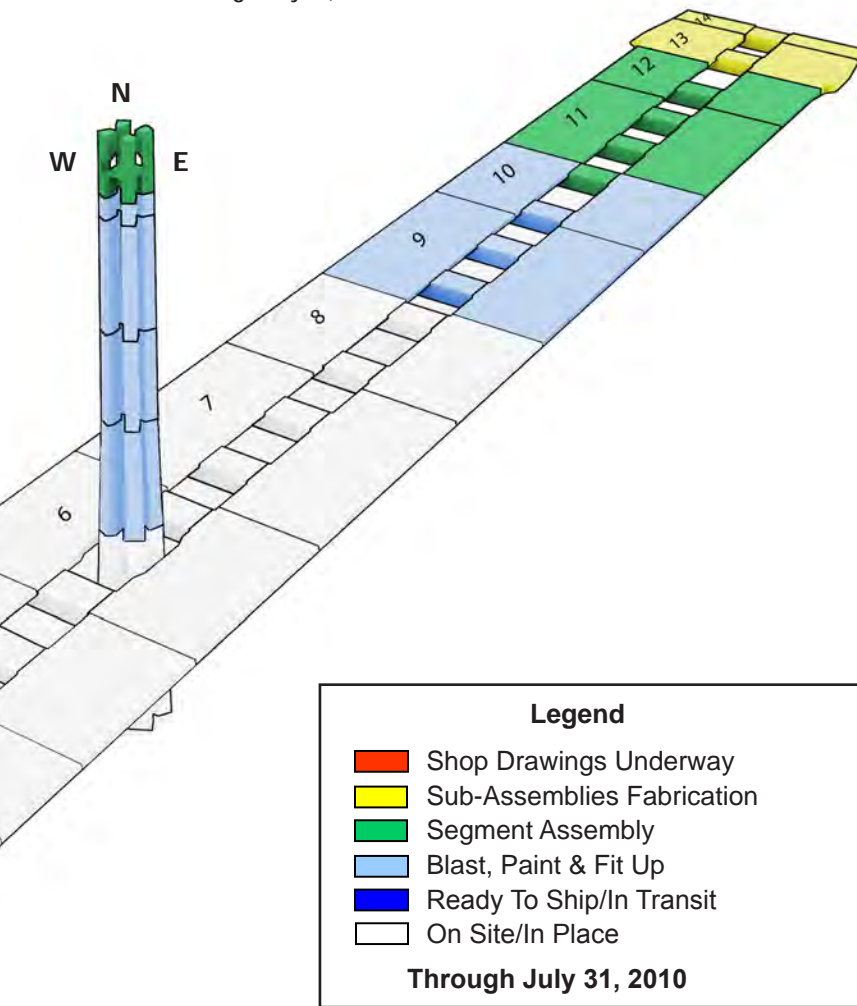 14
13
N
12
W E
11
10
9
8
7
6
Legend
Shop Drawings Underway
Sub-Assemblies Fabrication
Segment Assembly
Blast, Paint & Fit Up
Ready To Ship/In Transit
On Site/In Place
Through July 31, 2010